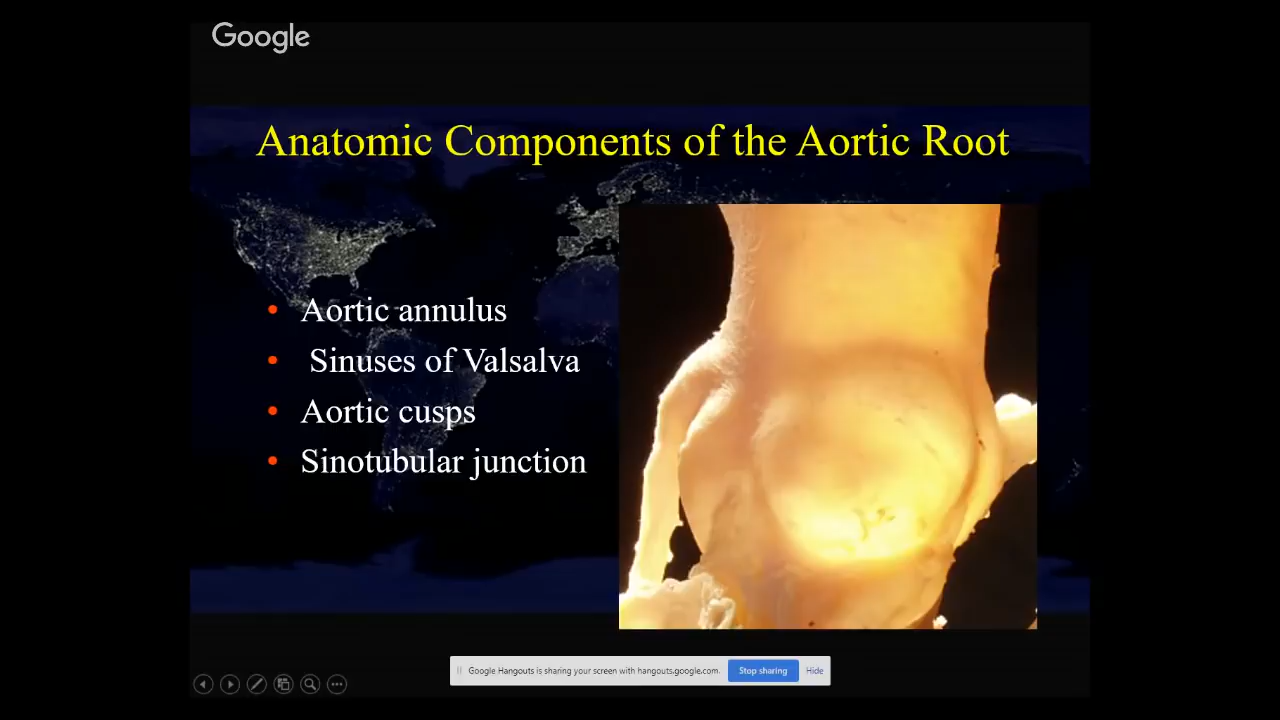 Google
Anatomic Components of the Aortic Root
• Aortic annulus
• Sinuses of Valsalva
• Aortic cusps
• Sinotubular junction
Google Hangouts is sharing your screen with hangouts.google.com. Stop sharing Hide